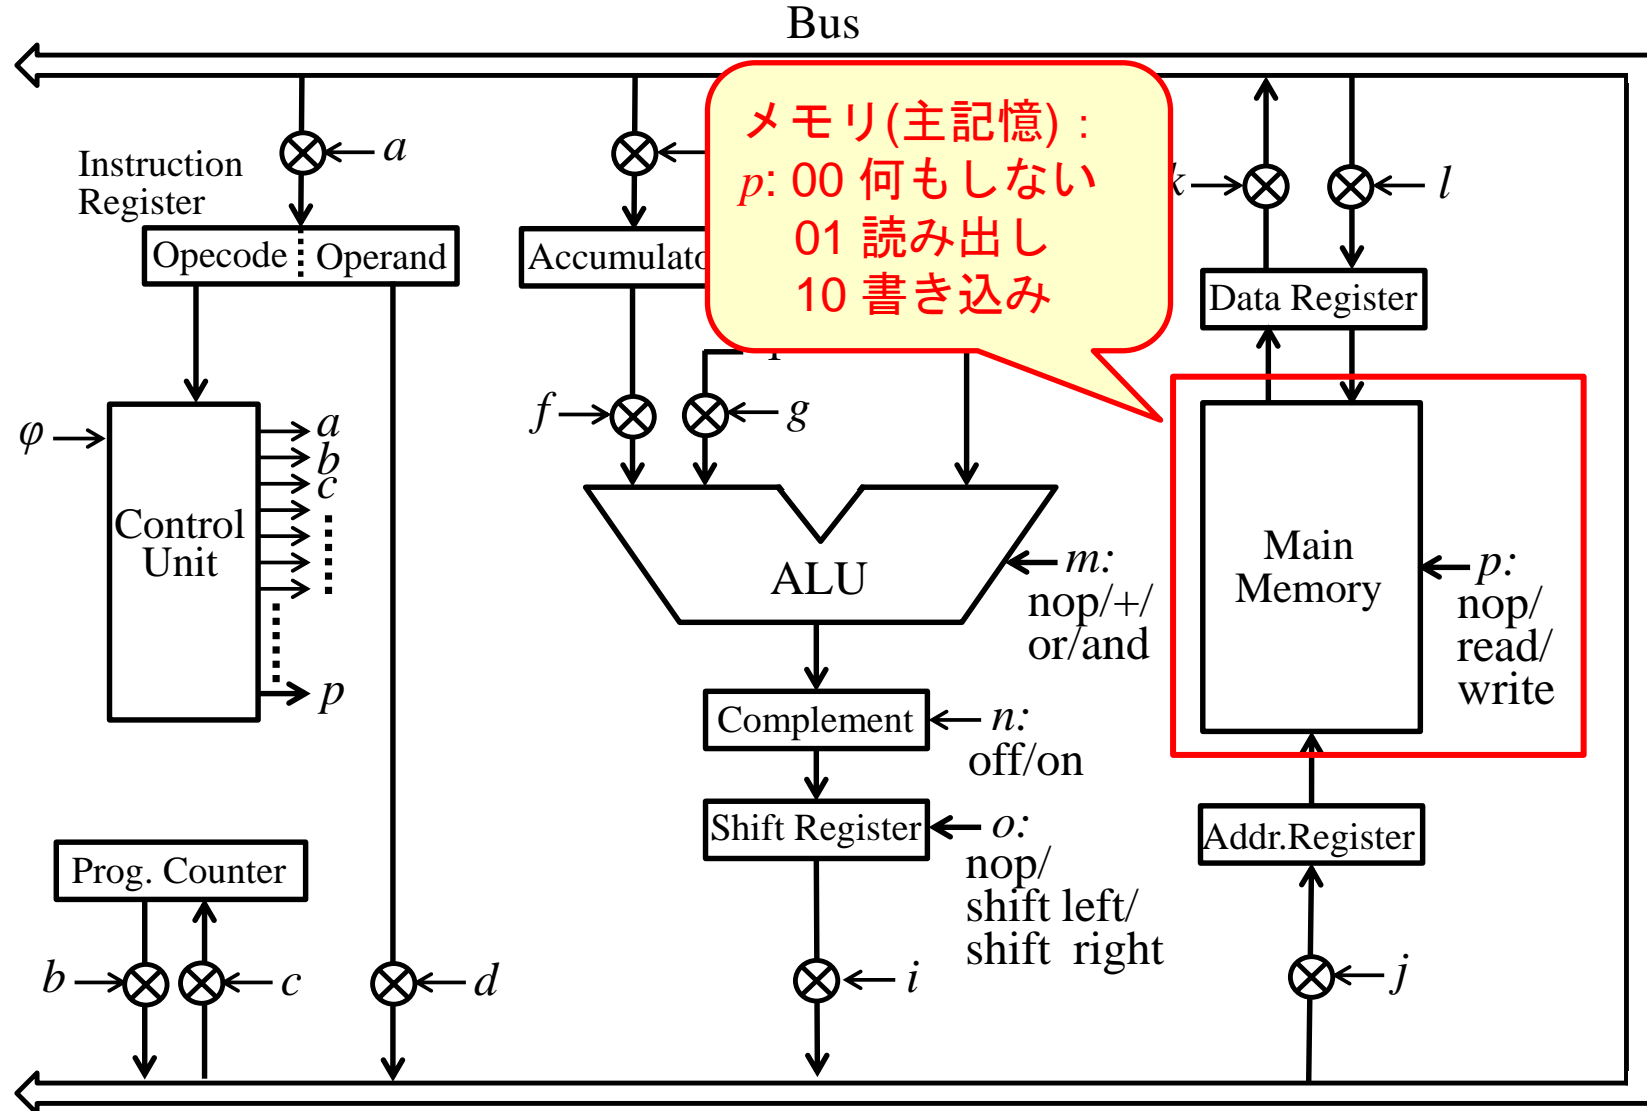 Bus
メモリ(主記憶)：
p: 00 何もしない
01 読み出し
10 書き込み
a
k
l
Instruction
Register
Opecode
Operand
Accumulato
Data Register
f
g
φ
a
b
c
p
Control
Unit
ALU
m:
nop/+/
or/and
Main
Memory
p:
nop/
read/
write
Complement
n:
off/on
Shift Register
o:
nop/
shift left/
shift right
Addr.Register
Prog. Counter
b
c
d
i
j